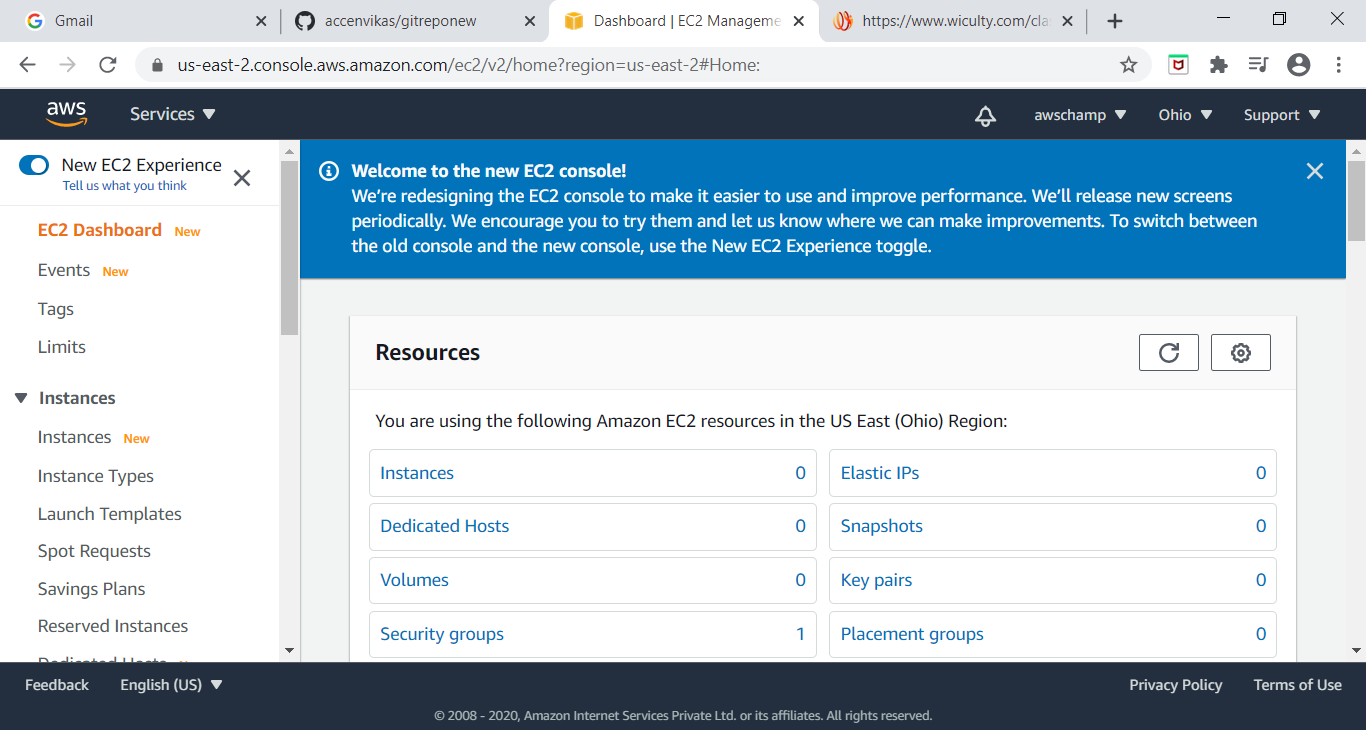 Gmail
accenvikas/gitreponew
Dashboard | EC2 Manageme
https://www.wiculty.com/cla
us-east-2.console.aws.amazon.com/ec2/v2/home?region=us-east-2#Home:
aws
Services
awschamp
Ohio
Support
New EC2 Experience
Tell us what you think
EC2 Dashboard New
Events New
Tags
Limits
Instances
Instances New
Instance Types
Launch Templates
Spot Requests
Savings Plans
Reserved Instances
Dedicated Hosts
Welcome to the new EC2 console!
We're redesigning the EC2 console to make it easier to use and improve performance. We'll release new screens
periodically. We encourage you to try them and let us know where we can make improvements. To switch between
the old console and the new console, use the New EC2 Experience toggle.
Resources
You are using the following Amazon EC2 resources in the US East (Ohio) Region:
Instances 0
Elastic IPs 0
Dedicated Hosts 0
Snapshots 0
Volumes 0
Key pairs 0
Security groups 1
Placement groups 0
Feedback
English (US)
Privacy Policy
Terms of Use
© 2008 - 2020, Amazon Internet Services Private Ltd. or its affiliates. All rights reserved.